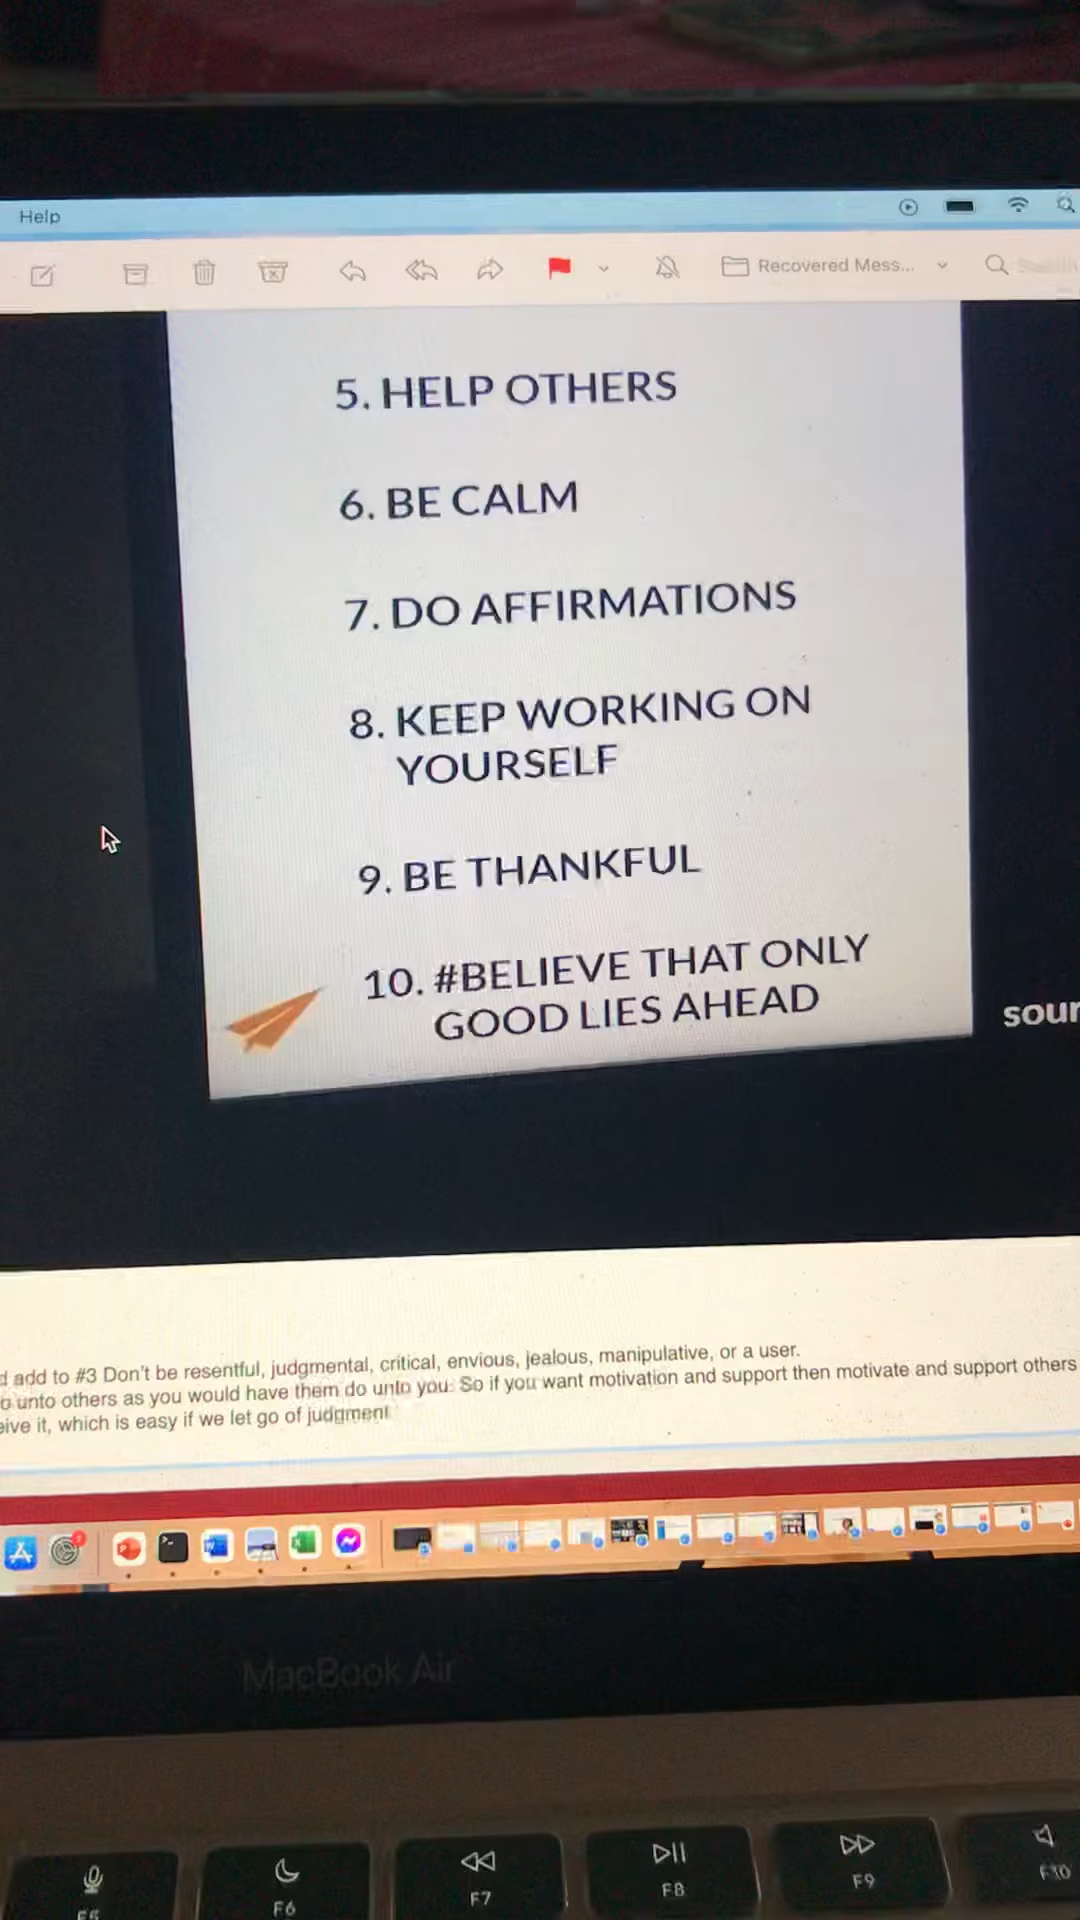 Help
Recovered Mess...
5. HELP OTHERS
6. BE CALM
7. DO AFFIRMATIONS
8. KEEP WORKING ON
YOURSELF
9. BE THANKFUL
10. #BELIEVE THAT ONLY
GOOD LIES AHEAD
sour
d add to #3 Don't be resentful, judgmental, critical, envious, jealous, manipulative, or a user.
o unto others as you would have them do unto you. So if you want motivation and support then motivate and support others
eive it, which is easy if we let go of judgment
MacBook Air
F5
F6
F7
F8
F9
F10